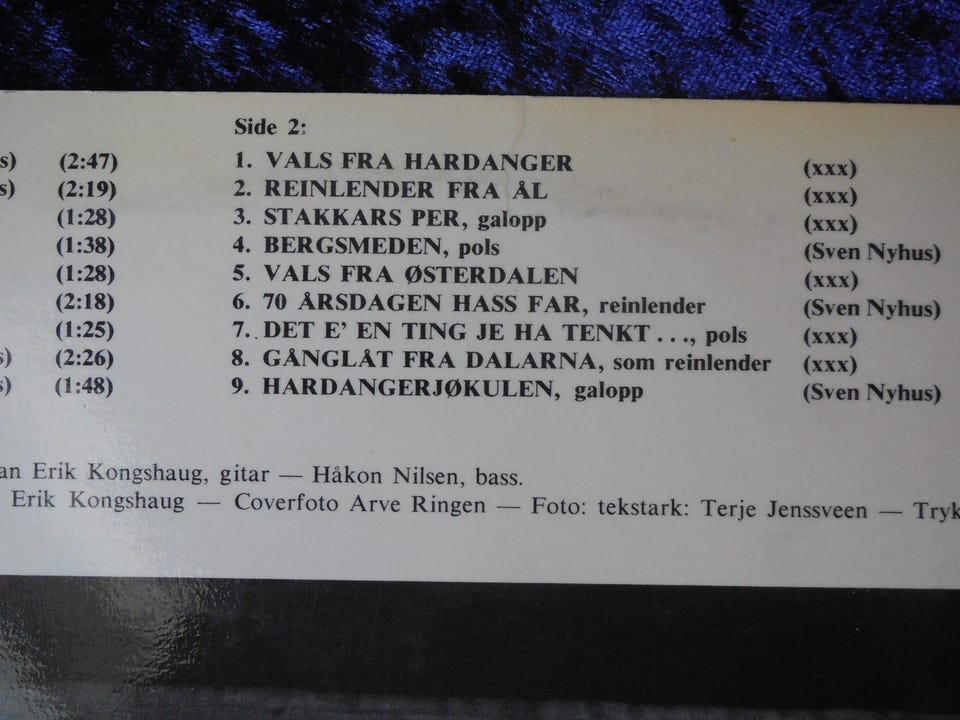 Side 2:
s) (2:47) 1. VALS FRA HARDANGER (xxx)
s) (2:19) 2. REINLENDER FRA ÅL (xxx)
(1:28) 3. STAKKARS PER, galopp (xxx)
(1:38) 4. BERGSMEDEN, pols (Sven Nyhus)
(1:28) 5. VALS FRA ØSTERDALEN (xxx)
(2:18) 6. 70 ÅRSDAGEN HASS FAR, reinlender (Sven Nyhus)
(1:25) 7. DET E' EN TING JE HA TENKT . . ., pols (xxx)
s) (2:26) 8. GÅNGLÅT FRA DALARNA, som reinlender (xxx)
s) (1:48) 9. HARDANGERJØKULEN, galopp (Sven Nyhus)
an Erik Kongshaug, gitar — Håkon Nilsen, bass.
Erik Kongshaug — Coverfoto Arve Ringen — Foto: tekstark: Terje Jenssveen — Tryk